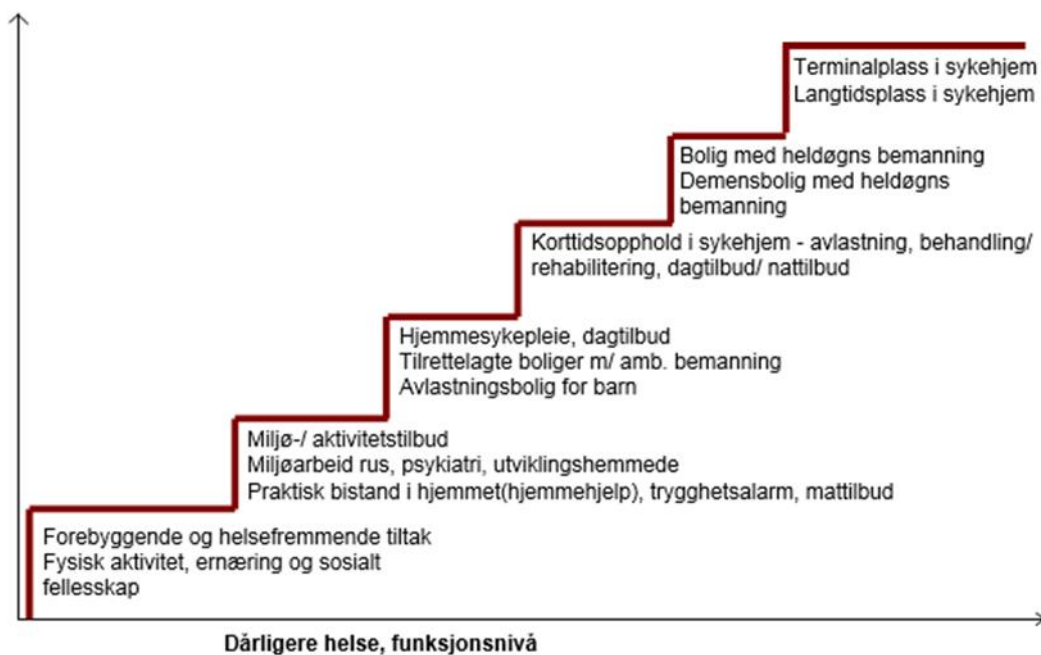 Terminalplass i sykehjem
Langtidsplass i sykehjem
Bolig med heldøgns bemanning
Demensbolig med heldøgns
bemanning
Korttidsopphold i sykehjem - avlastning, behandling/
rehabilitering, dagtilbud/ nattilbud
Hjemmesykepleie, dagtilbud
Tilrettelagte boliger m/ amb. bemanning
Avlastningsbolig for barn
Miljø-/ aktivitetstilbud
Miljøarbeid rus, psykiatri, utviklingshemmede
Praktisk bistand i hjemmet(hjemmehjelp), trygghetsalarm, mattilbud
Forebyggende og helsefremmende tiltak
Fysisk aktivitet, ernæring og sosialt
fellesskap
Dårligere helse, funksjonsnivå